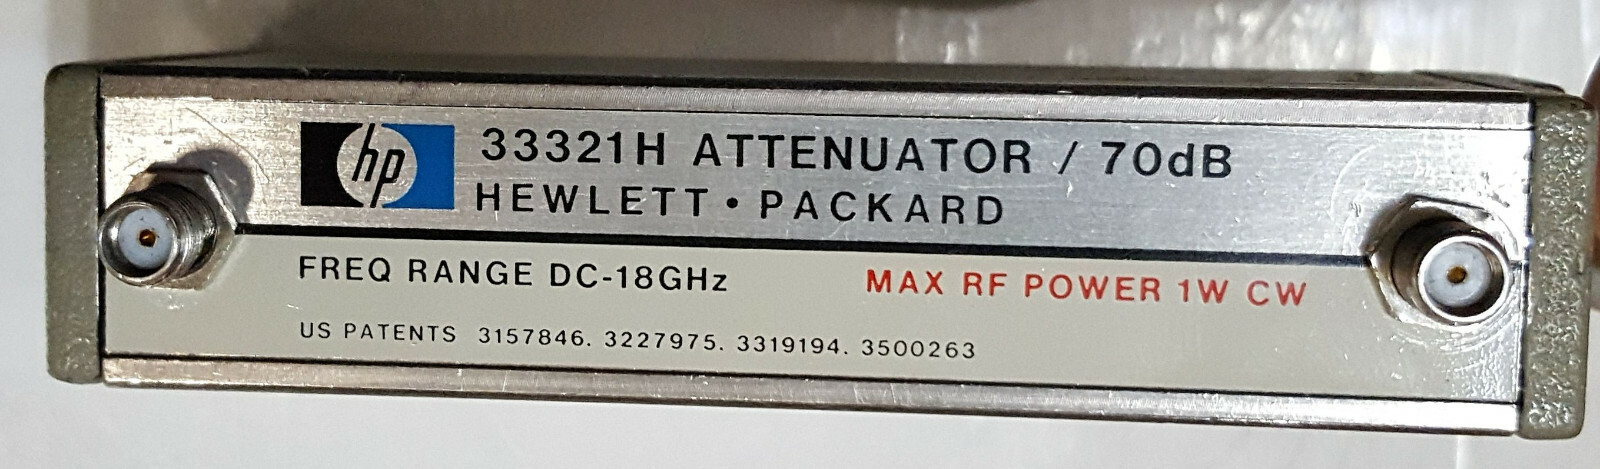 hp
33321H ATTENUATOR / 70dB
HEWLETT • PACKARD
FREQ RANGE DC-18GHz
MAX RF POWER 1W CW
US PATENTS 3157846. 3227975. 3319194. 3500263